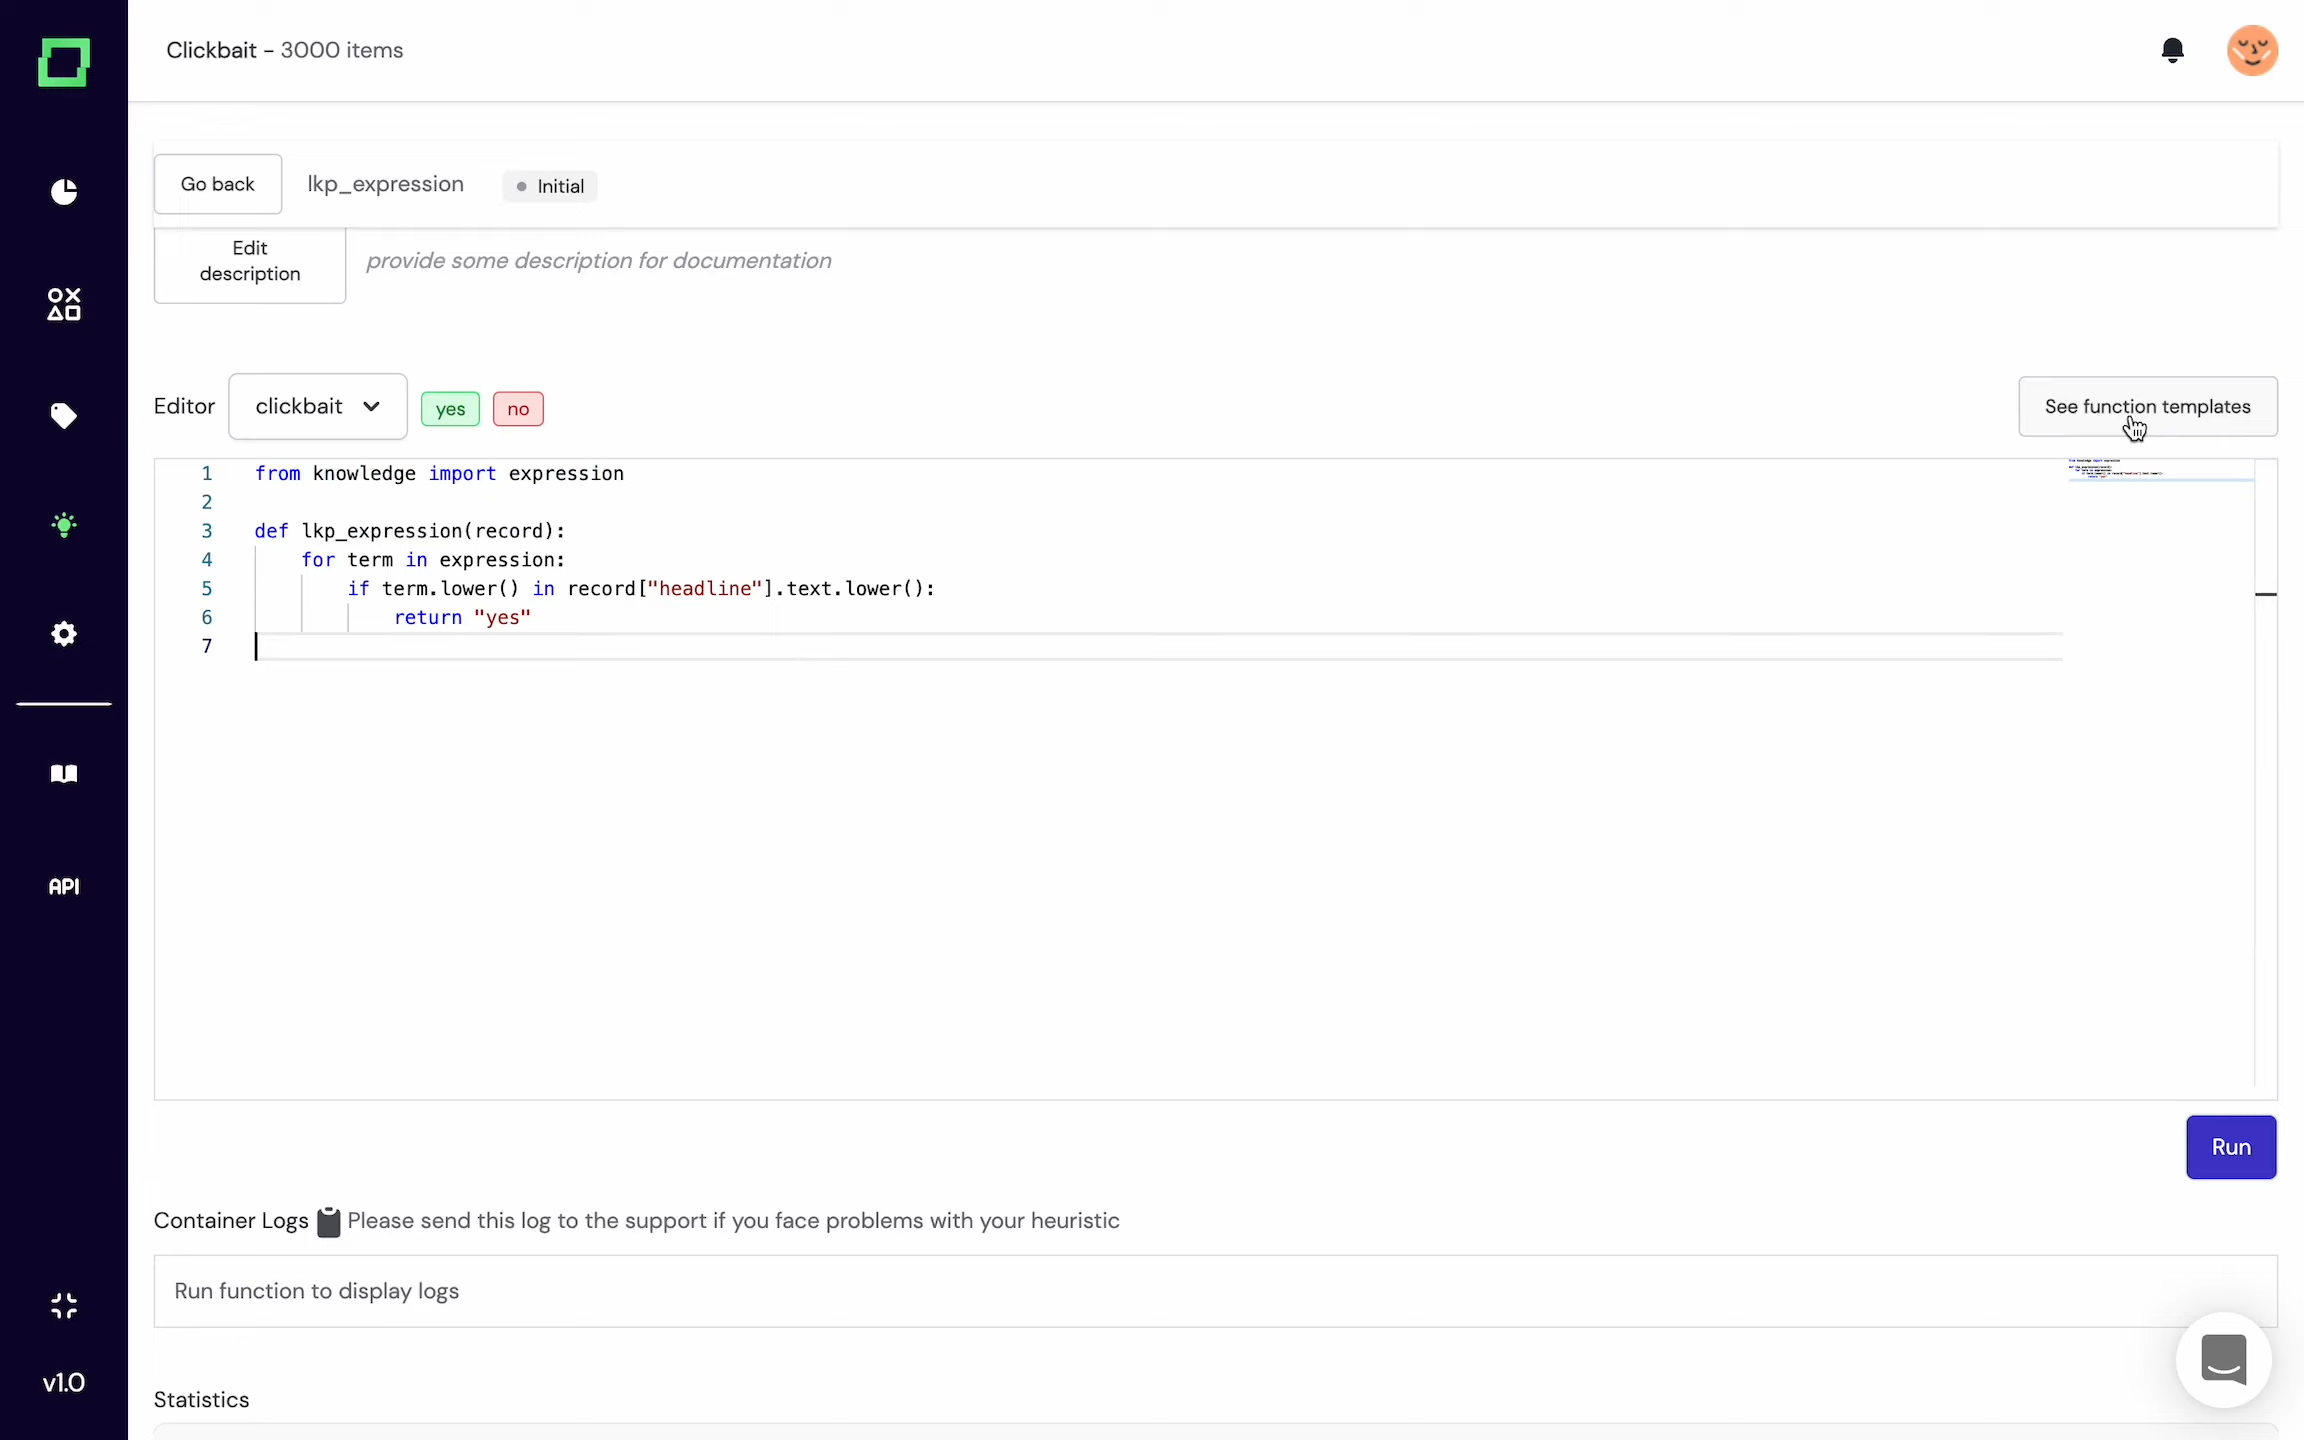 Clickbait - 3000 items
Go back
lkp_expression
Initial
Edit
description
provide some description for documentation
Editor
clickbait
yes
no
See function templates
1 from knowledge import expression
2
3 def lkp_expression(record):
4 for term in expression:
5 if term.lower() in record["headline"].text.lower():
6 return "yes"
7
Run
Container Logs Please send this log to the support if you face problems with your heuristic
Run function to display logs
Statistics
API
v1.0